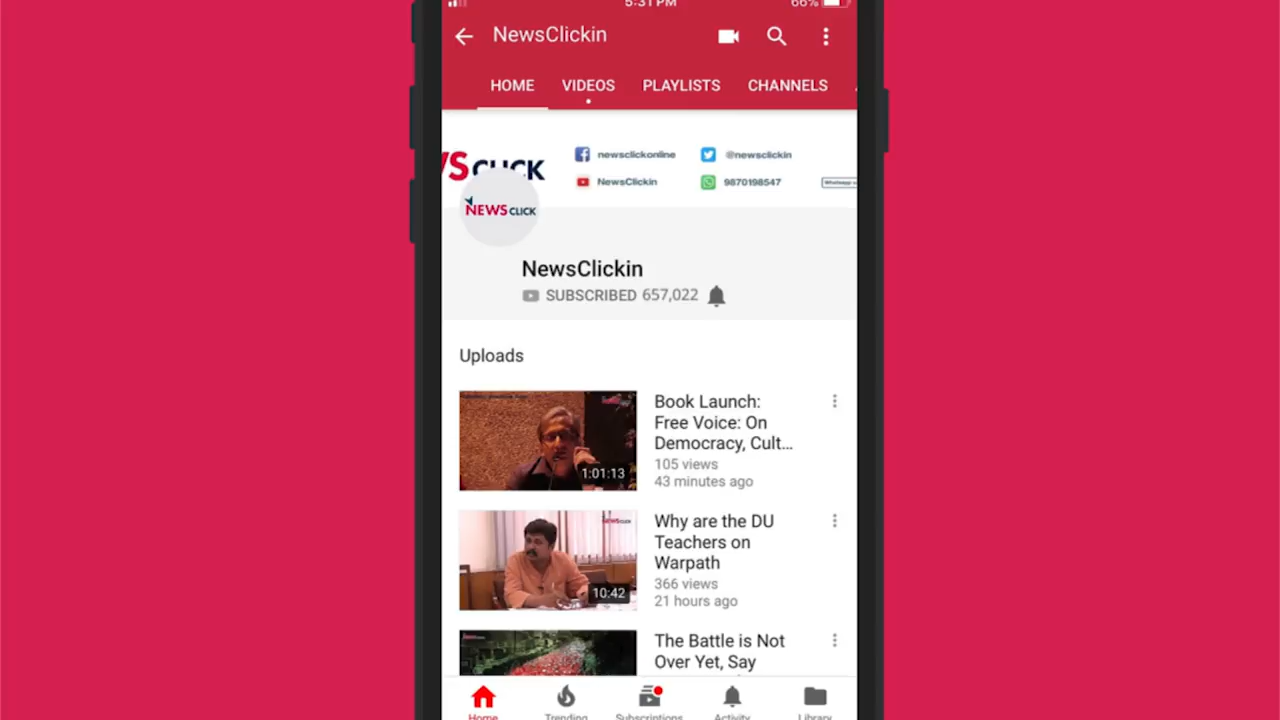 5:31 PM
66%
NewsClickin
HOME VIDEOS PLAYLISTS CHANNELS
S CLICK
newsclickonline
@newsclickin
NewsClickin
9870198547
NEWS CLICK
NewsClickin
SUBSCRIBED 657,022
Uploads
Book Launch:
Free Voice: On
Democracy, Cult...
105 views
43 minutes ago
1:01:13
Why are the DU
Teachers on
Warpath
366 views
21 hours ago
NEWSCLICK
10:42
The Battle is Not
Over Yet, Say
Home Trending Subscriptions Activity Library